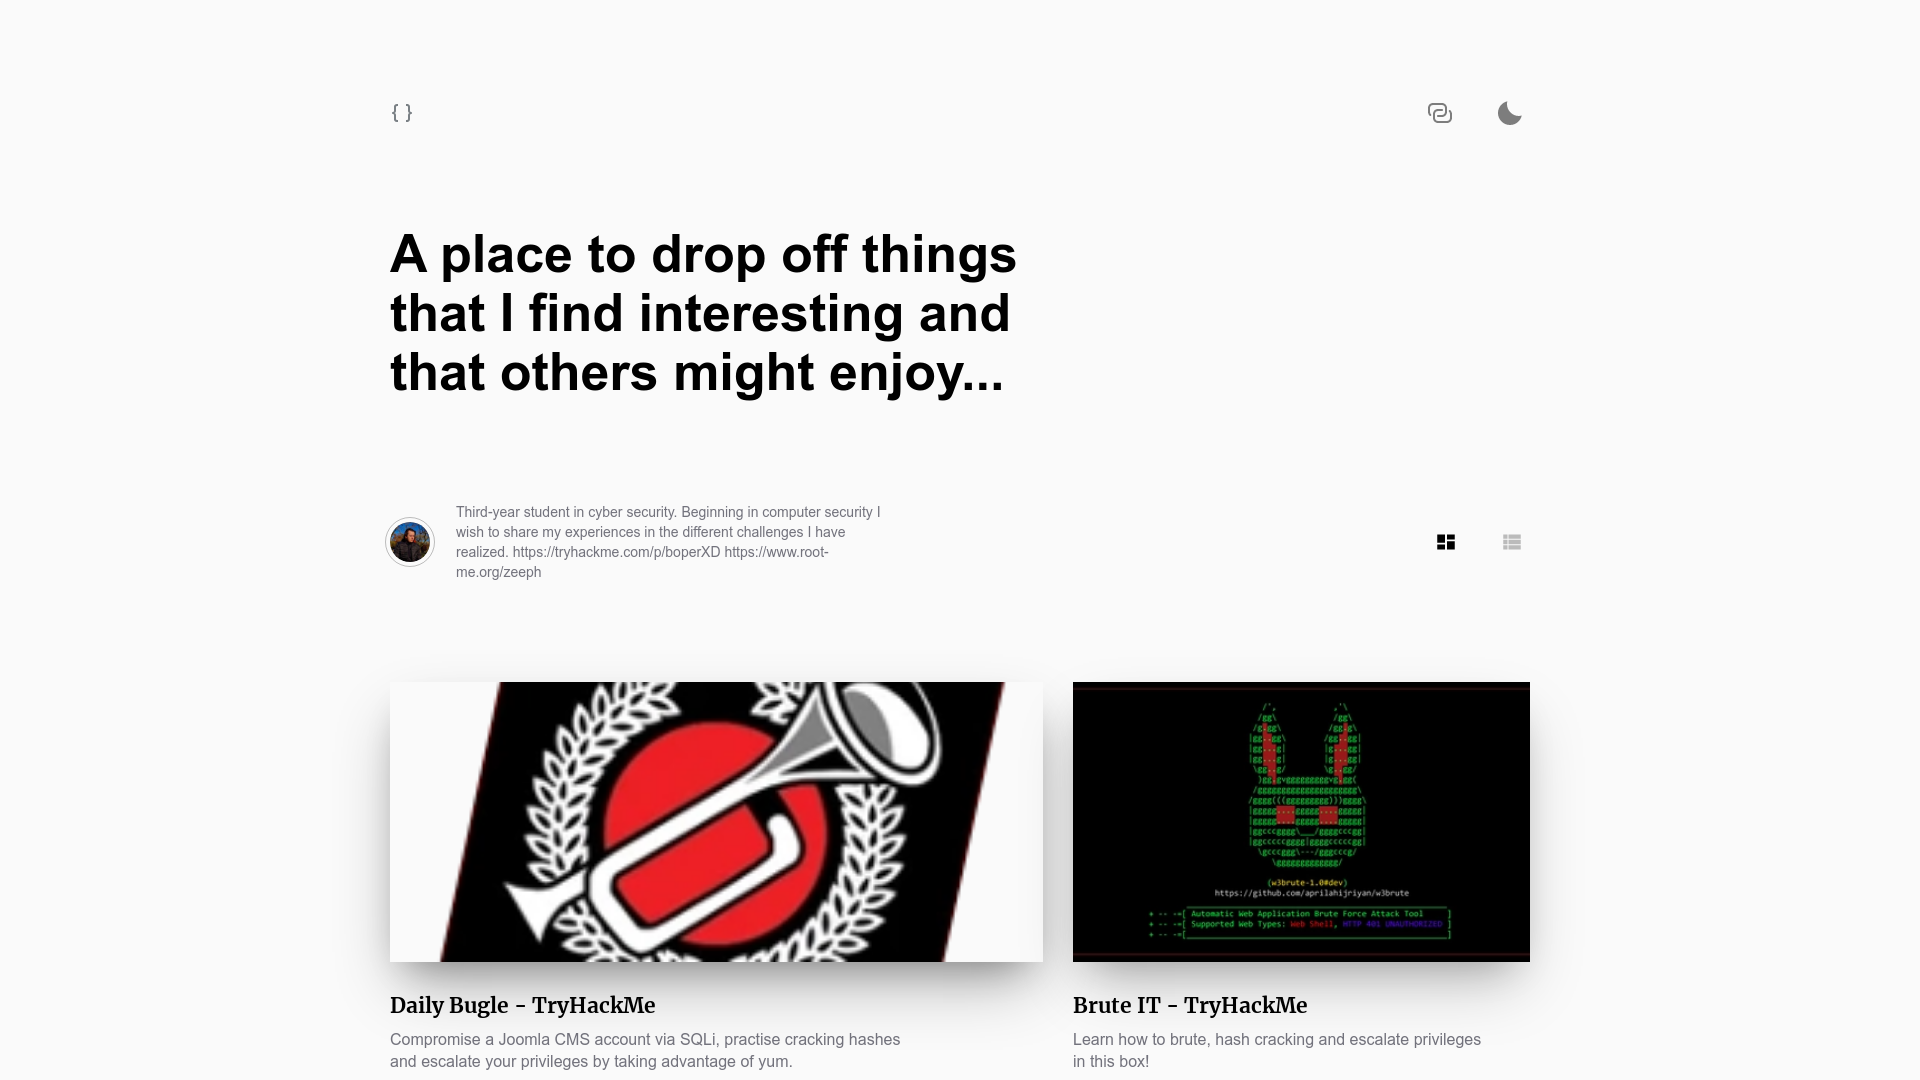 { }
A place to drop off things
that I find interesting and
that others might enjoy...
Third-year student in cyber security. Beginning in computer security I
wish to share my experiences in the different challenges I have
realized. https://tryhackme.com/p/boperXD https://www.root-
me.org/zeeph
(w3brute-1.0#dev)
https://github.com/aprilahijriyan/w3brute
+ -- -=[ Automatic Web Application Brute Force Attack Tool ]
+ -- -=[ Supported Web Types: Web Shell, HTTP 401 UNAUTHORIZED ]
Daily Bugle - TryHackMe
Compromise a Joomla CMS account via SQLi, practise cracking hashes
and escalate your privileges by taking advantage of yum.
Brute IT - TryHackMe
Learn how to brute, hash cracking and escalate privileges
in this box!